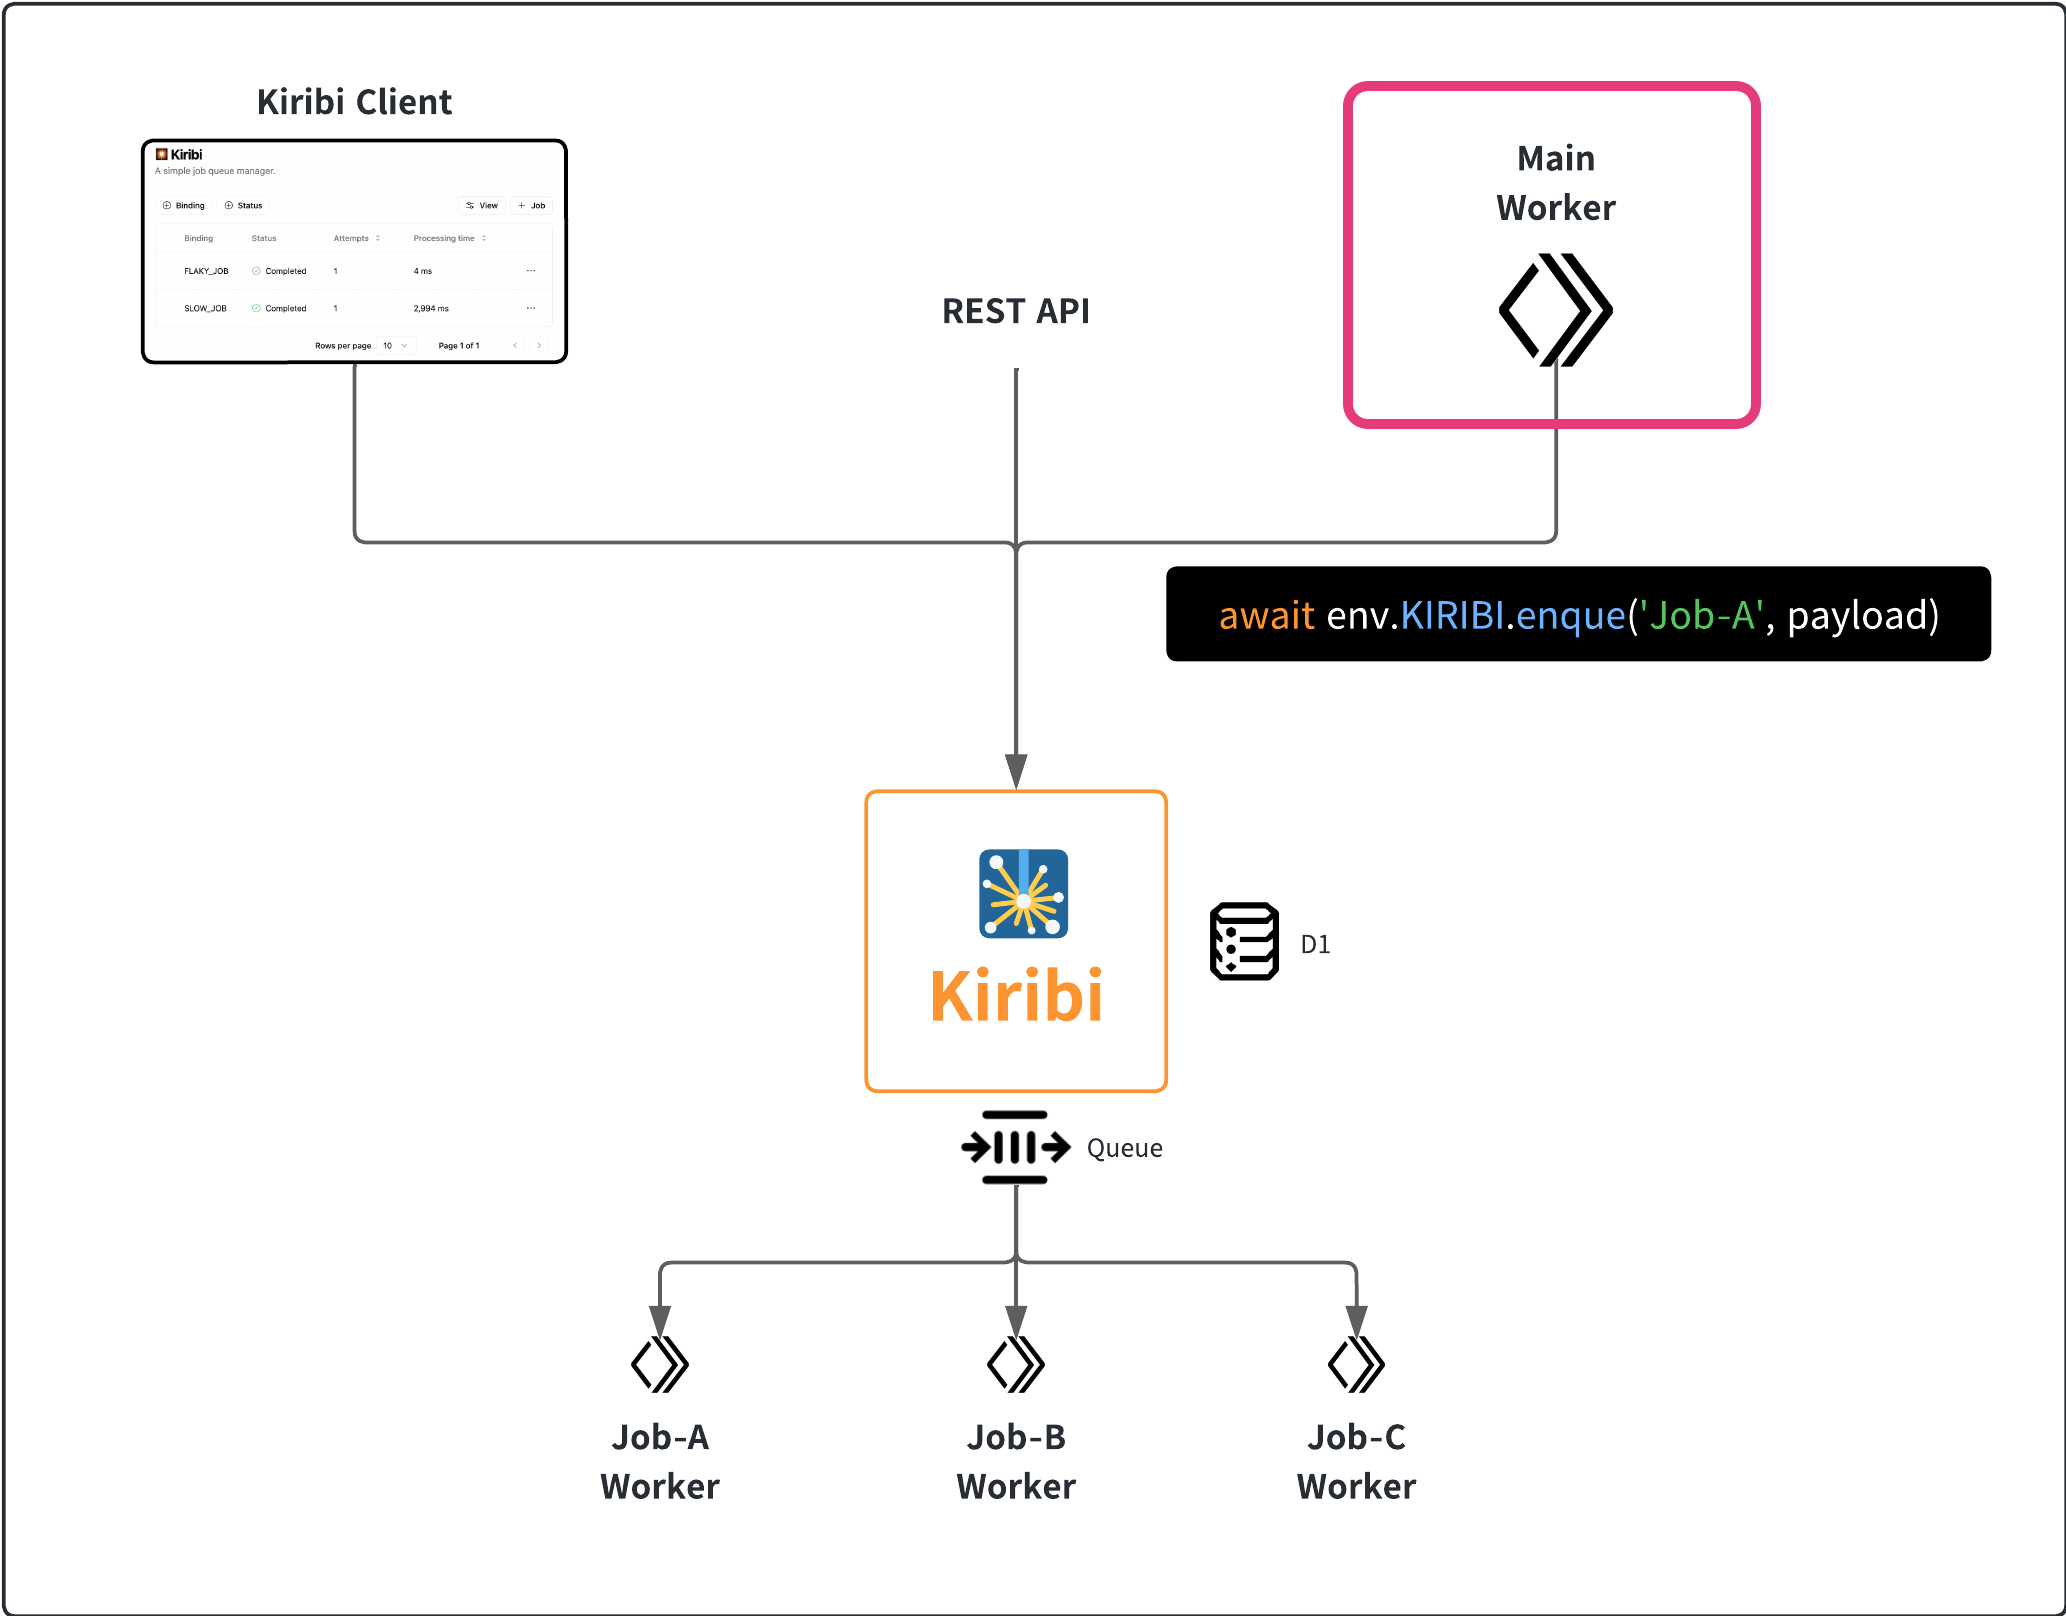 Kiribi Client
Kiribi
A simple job queue manager.
Binding Status View Job
Binding Status Attempts Processing time
FLAKY_JOB Completed 1 4 ms
SLOW_JOB Completed 1 2,994 ms
Rows per page 10 Page 1 of 1
REST API
Main
Worker
await env.KIRIBI.enque('Job-A', payload)
Kiribi
D1
Queue
Job-A
Worker
Job-B
Worker
Job-C
Worker